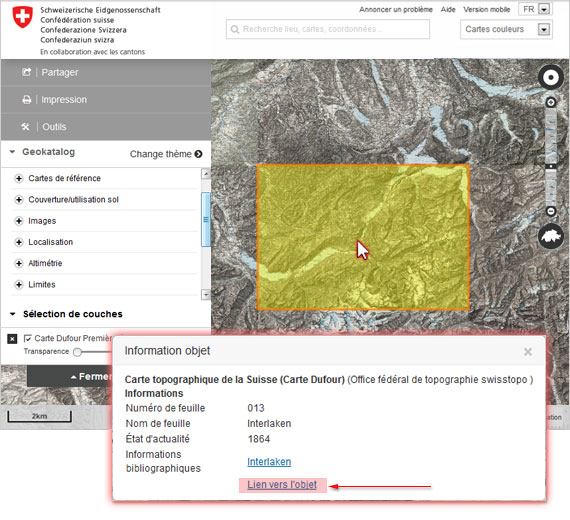 Schweizerische Eidgenossenschaft
Confédération suisse
Confederazione Svizzera
Confederaziun svizra
En collaboration avec les cantons
Annoncer un problème Aide Version mobile FR
Recherche lieu, cartes, coordonnées...
Cartes couleurs
Partager
Impression
Outils
Geokatalog Change thème
Cartes de référence
Couverture/utilisation sol
Images
Localisation
Altimétrie
Limites
Sélection de couches
Carte Dufour Premiè
Transparence
Fermer
2km
Information objet
Carte topographique de la Suisse (Carte Dufour) (Office fédéral de topographie swisstopo )
Informations
Numéro de feuille 013
Nom de feuille Interlaken
État d'actualité 1864
Informations
bibliographiques Interlaken
Lien vers l'objet